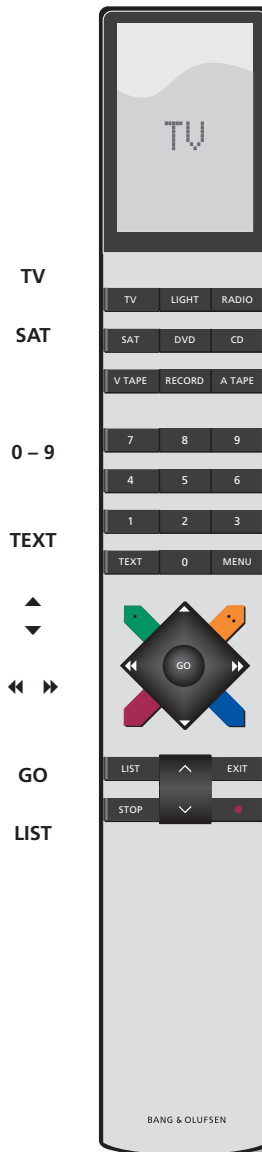 TV
TV
TV LIGHT RADIO
SAT
SAT DVD CD
V TAPE RECORD A TAPE
0 – 9
7 8 9
4 5 6
1 2 3
TEXT
TEXT 0 MENU
GO
GO
LIST EXIT
LIST
STOP
BANG & OLUFSEN